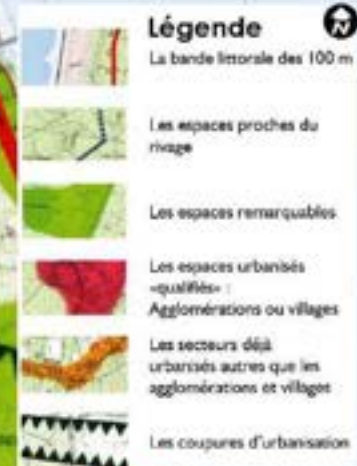 Légende
La bande littorale des 100 m
Les espaces proches du
rivage
Les espaces remarquables
Les espaces urbanisés
«qualifiés» :
Agglomérations ou villages
Les secteurs déjà
urbanisés autres que les
agglomérations et villages
Les coupures d'urbanisation